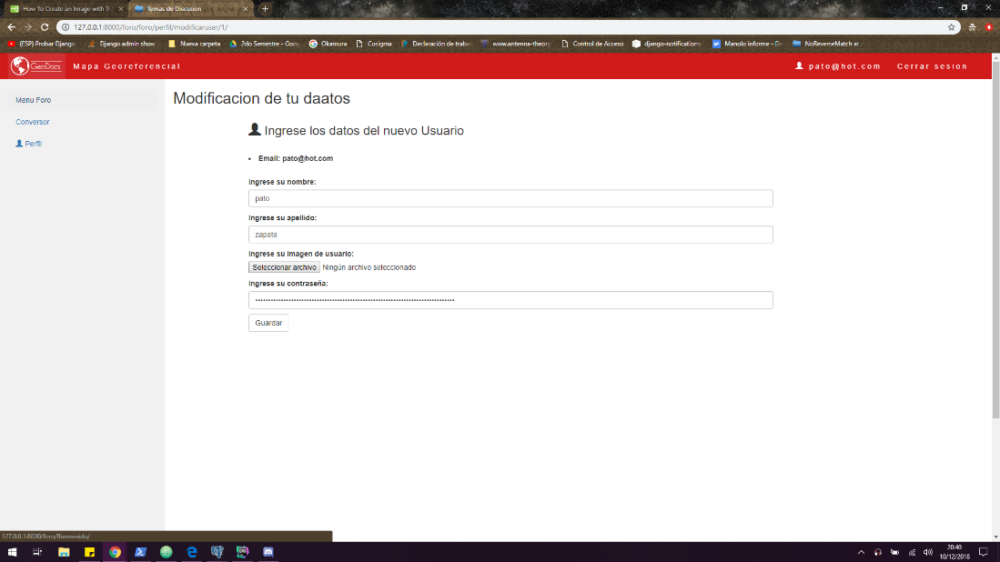 How To Create an Image with T
Temas de Discusion
127.0.0.1:8000/foro/foro/perfil/modificaruser/1/
(ESP) Probar Django
Django admin show
Nueva carpeta
2do Semestre - Goo
Okamura
Cusigma
Declaración de traba
www.antenna-theory
Control de Acceso
django-notifications
Manolo informe - Do
NoReverseMatch at
GeoDocs
Mapa Georeferencial
pato@hot.com
Cerrar sesion
Menu Foro
Conversor
Perfil
Modificacion de tu daatos
Ingrese los datos del nuevo Usuario
• Email: pato@hot.com
Ingrese su nombre:
pato
Ingrese su apellido:
zapata
Ingrese su imagen de usuario:
Seleccionar archivo Ningún archivo seleccionado
Ingrese su contraseña:
Guardar
127.0.0.1:8000/foro/Bienvenido/
20:40
10/12/2018